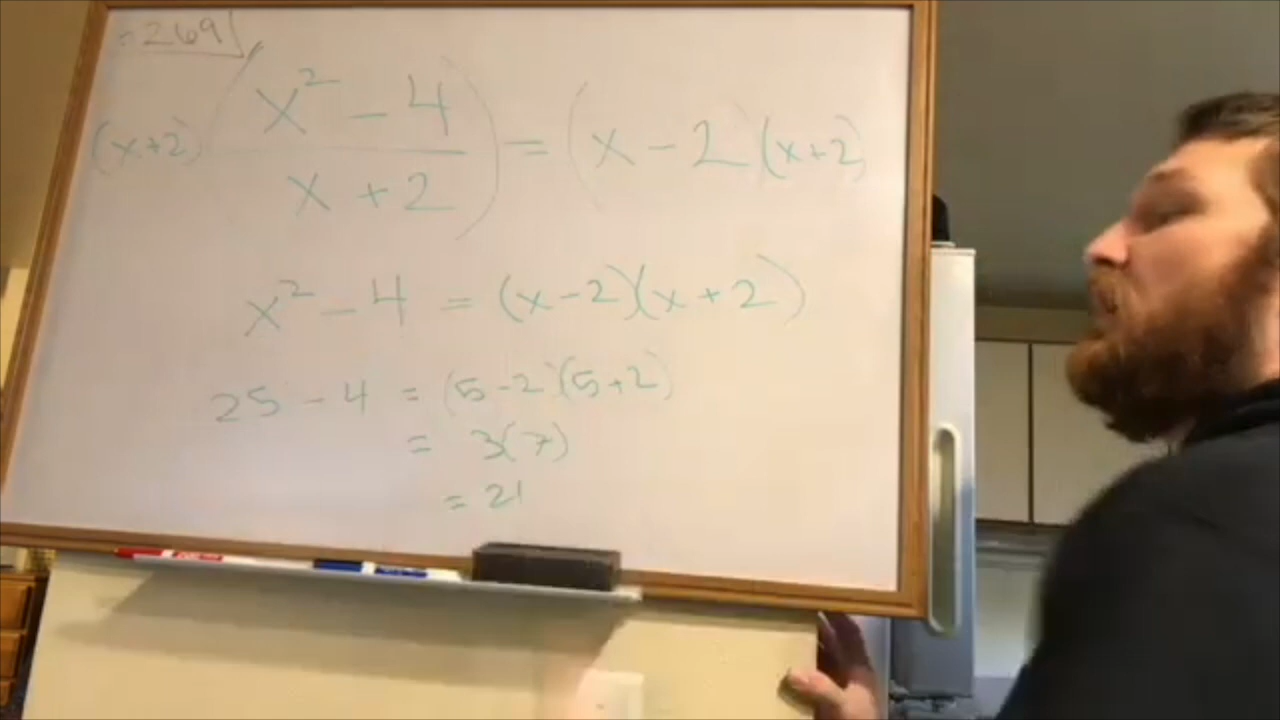 = 269
(x+2) (x² - 4 / x + 2) = (x - 2 (x+2)
x² - 4 = (x - 2)(x + 2)
25 - 4 = (5 - 2)(5 + 2)
= 3(7)
= 21